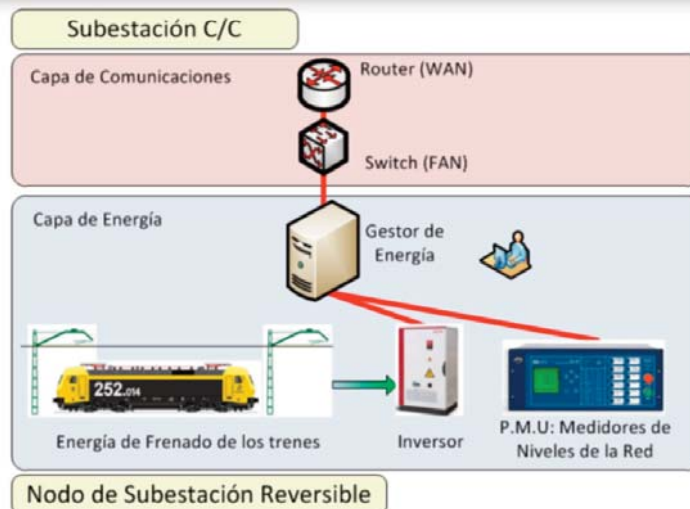 Subestación C/C
Capa de Comunicaciones
Router (WAN)
Switch (FAN)
Capa de Energía
Gestor de
Energía
252.014
Energía de Frenado de los trenes
Inversor
P.M.U: Medidores de
Niveles de la Red
Nodo de Subestación Reversible